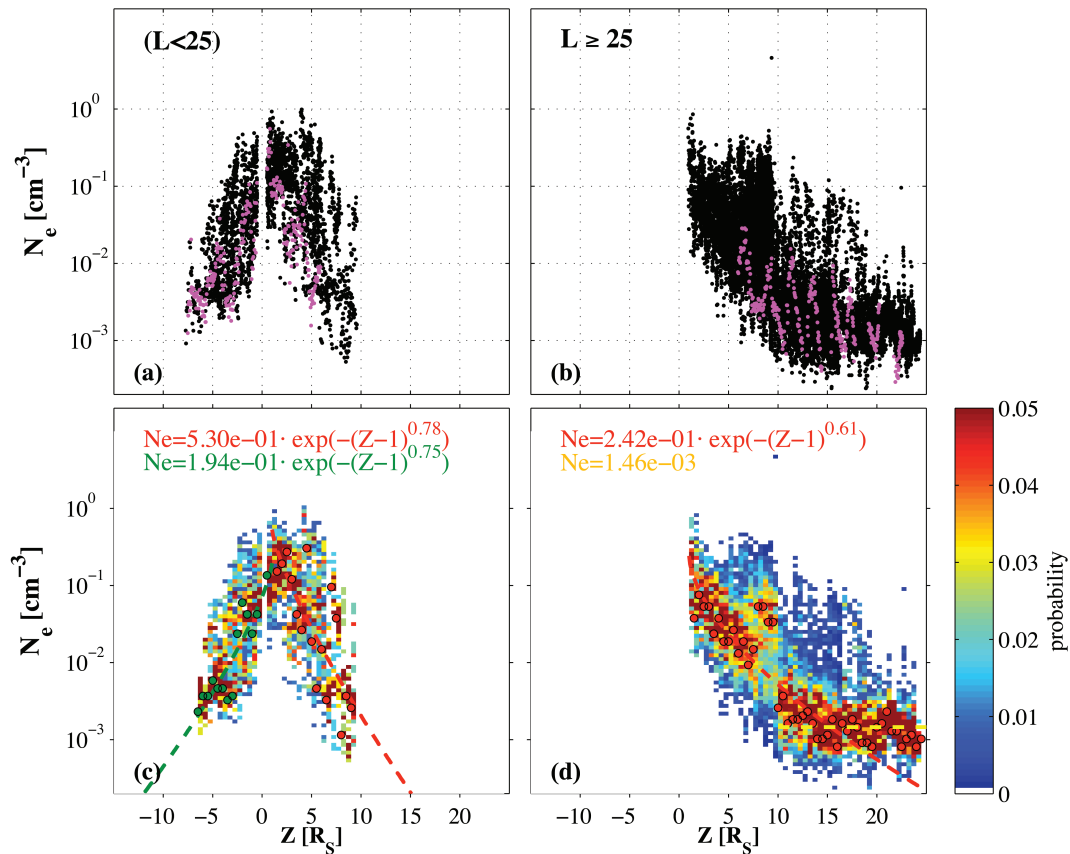 (L<25)
L ≥ 25
10^0
10^-1
10^-2
10^-3
N_e [cm^-3]
(a)
(b)
Ne=5.30e−01· exp(−(Z−1)^0.78)
Ne=1.94e−01· exp(−(Z−1)^0.75)
Ne=2.42e−01· exp(−(Z−1)^0.61)
Ne=1.46e−03
10^0
10^-1
10^-2
10^-3
N_e [cm^-3]
(c)
(d)
−10 −5 0 5 10 15 20
Z [R_S]
−10 −5 0 5 10 15 20
Z [R_S]
0.05
0.04
0.03
0.02
0.01
0
probability